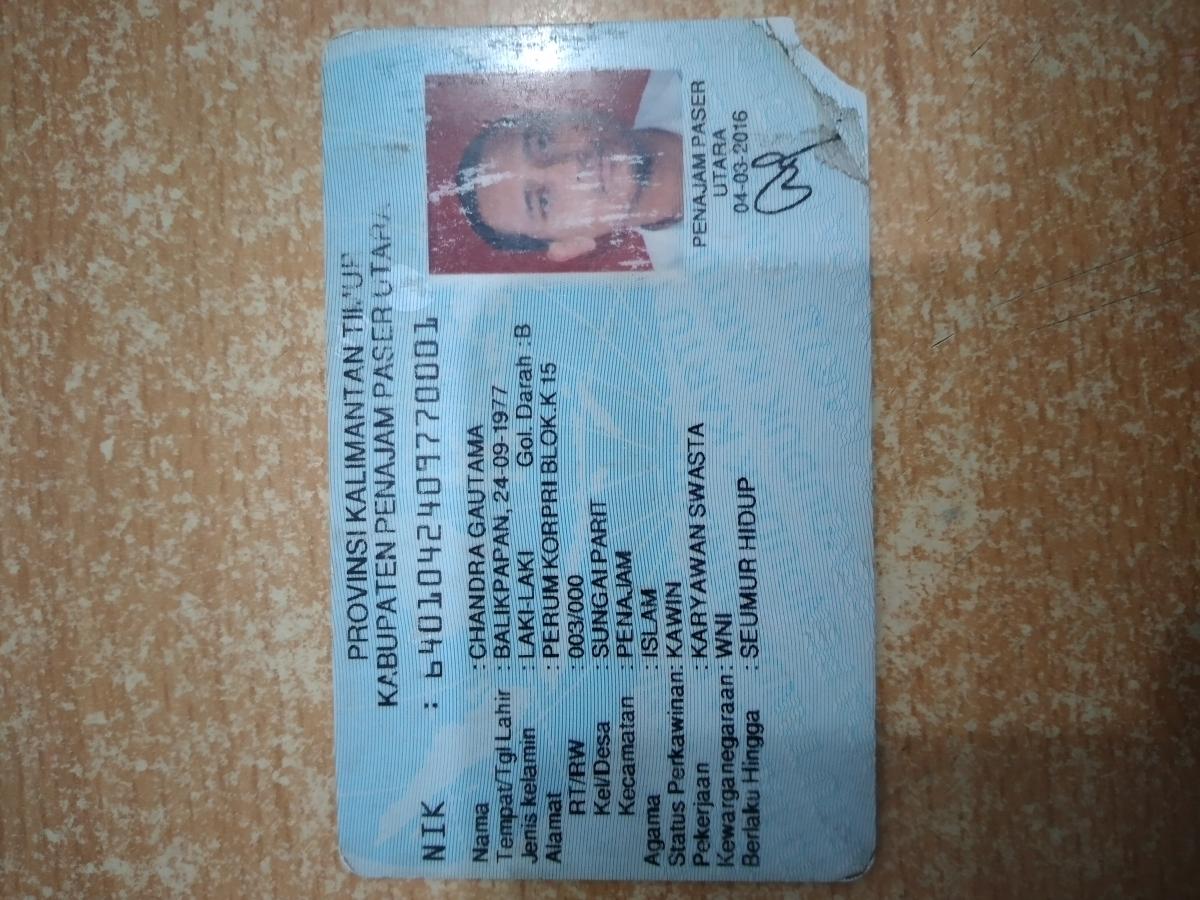 PROVINSI KALIMANTAN TIMUR
KABUPATEN PENAJAM PASER UTARA
NIK : 6401042409770001
Nama : CHANDRA GAUTAMA
Tempat/Tgl Lahir : BALIKPAPAN, 24-09-1977
Jenis kelamin : LAKI-LAKI Gol. Darah : B
Alamat : PERUM KORPRI BLOK.K 15
RT/RW : 003/000
Kel/Desa : SUNGAI PARIT
Kecamatan : PENAJAM
Agama : ISLAM
Status Perkawinan: KAWIN
Pekerjaan : KARYAWAN SWASTA
Kewarganegaraan : WNI
Berlaku Hingga : SEUMUR HIDUP
PENAJAM PASER
UTARA
04-03-2016